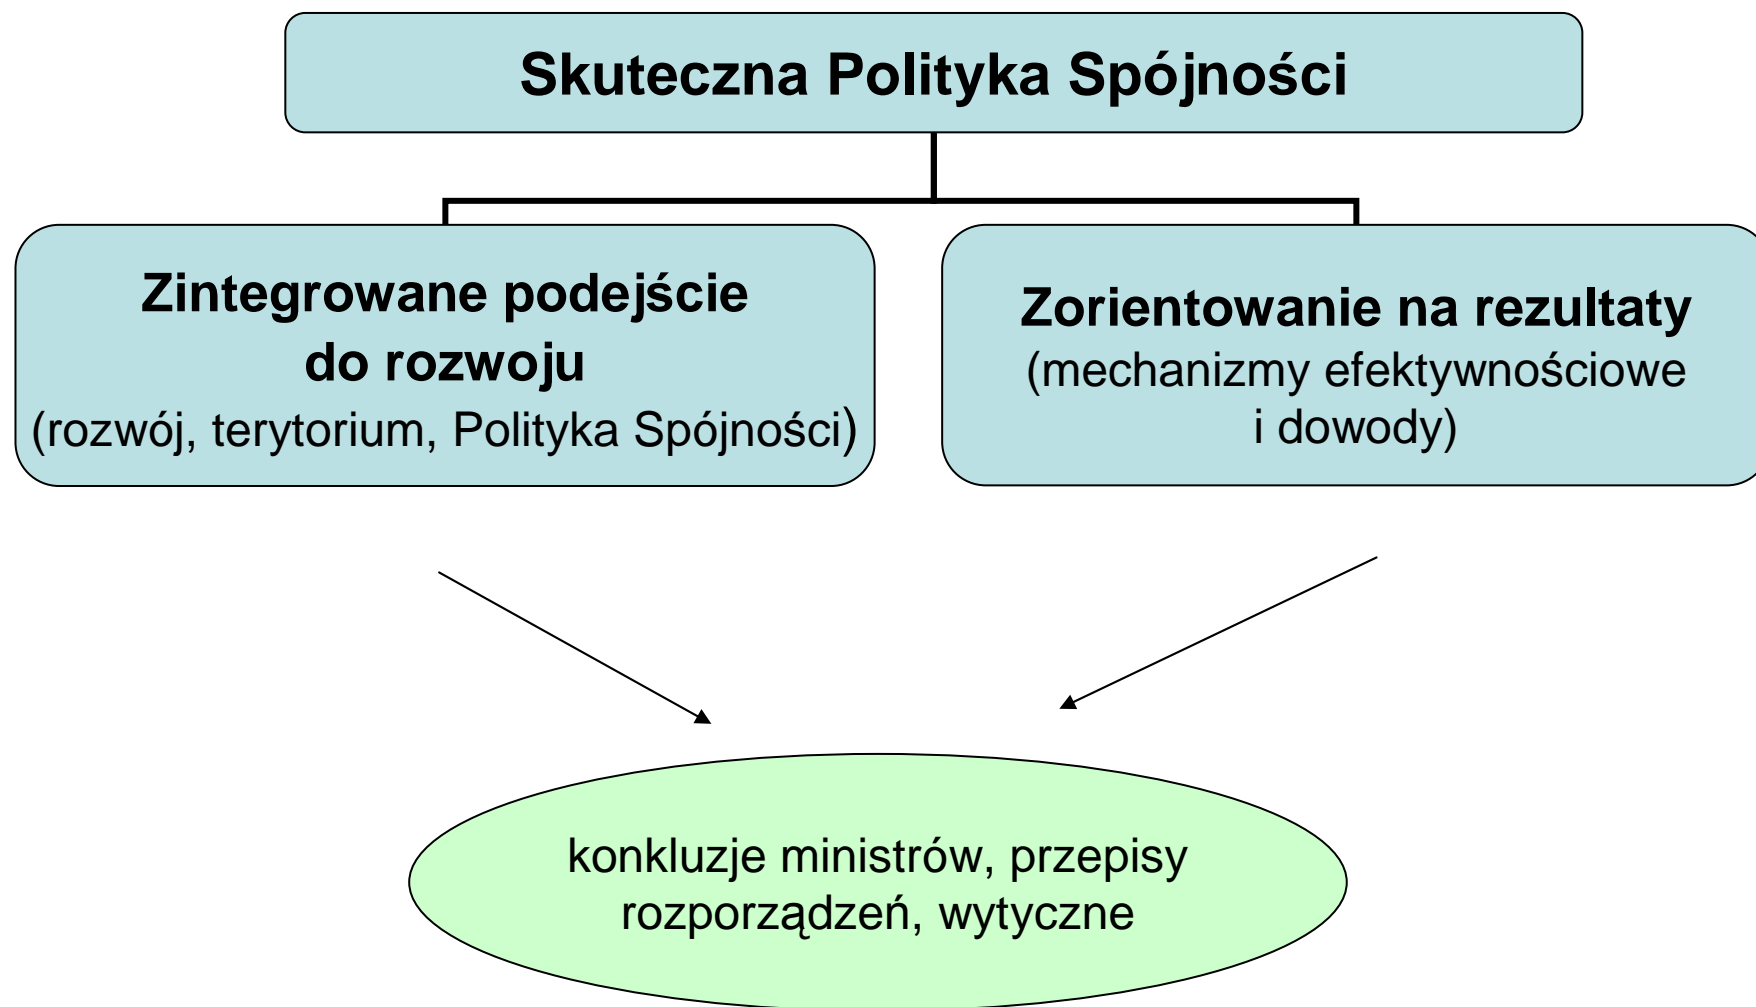 Skuteczna Polityka Spójności
Zintegrowane podejście
do rozwoju
(rozwój, terytorium, Polityka Spójności)
Zorientowanie na rezultaty
(mechanizmy efektywnościowe
i dowody)
konkluzje ministrów, przepisy
rozporządzeń, wytyczne